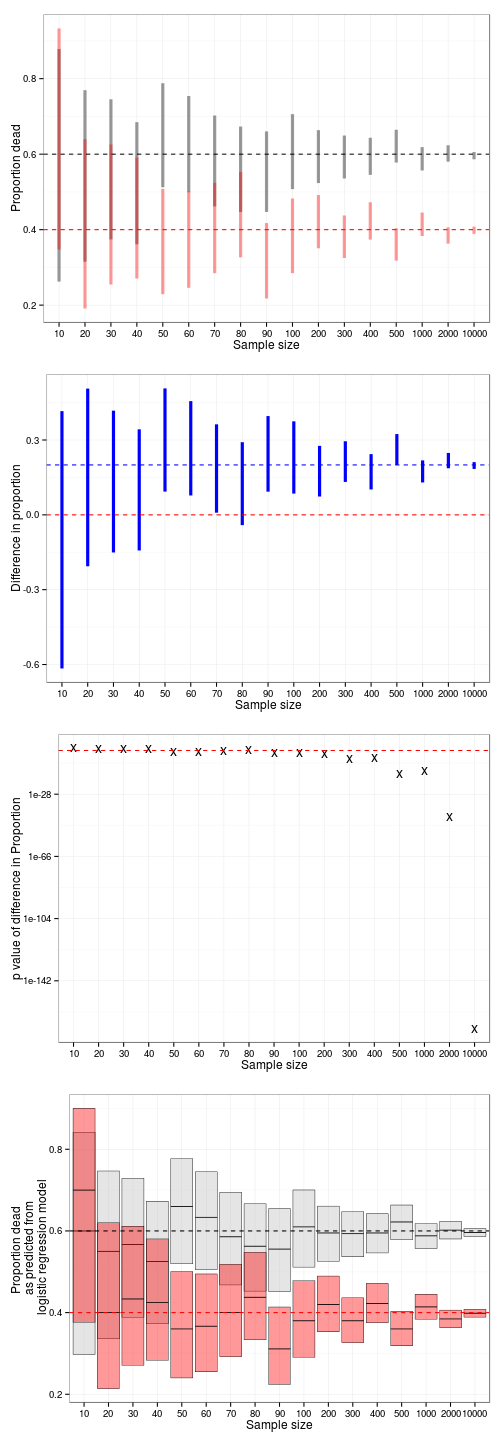 Proportion dead
0.8
0.6
0.4
0.2
10 20 30 40 50 60 70 80 90 100 200 300 400 500 1000 2000 10000
Sample size
Difference in proportion
0.3
0.0
-0.3
-0.6
10 20 30 40 50 60 70 80 90 100 200 300 400 500 1000 2000 10000
Sample size
p value of difference in Proportion
1e-28
1e-66
1e-104
1e-142
X X X X X X X X X X X X X X X X X
10 20 30 40 50 60 70 80 90 100 200 300 400 500 1000 2000 10000
Sample size
Proportion dead
as predicted from
logistic regression model
0.8
0.6
0.4
0.2
10 20 30 40 50 60 70 80 90 100 200 300 400 500 1000 2000 10000
Sample size